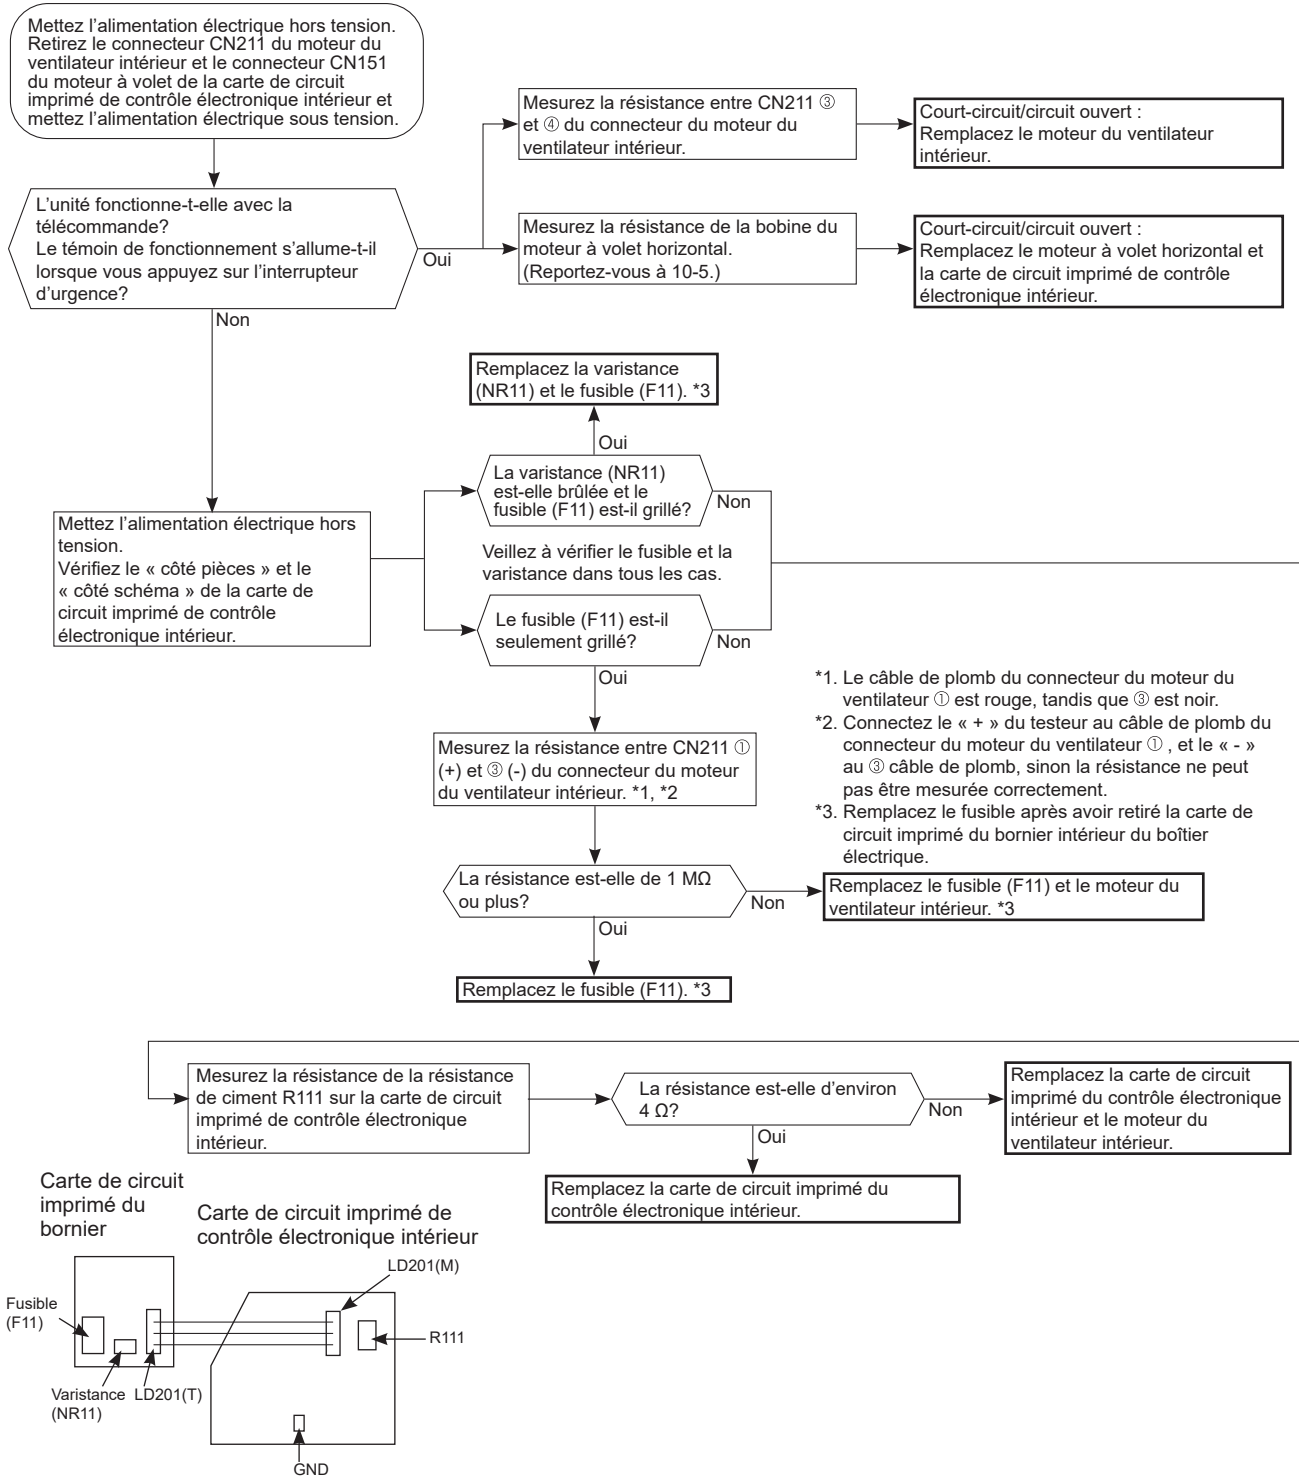 Mettez l’alimentation électrique hors tension.
Retirez le connecteur CN211 du moteur du
ventilateur intérieur et le connecteur CN151
du moteur à volet de la carte de circuit
imprimé de contrôle électronique intérieur et
mettez l’alimentation électrique sous tension.
L’unité fonctionne-t-elle avec la
télécommande?
Le témoin de fonctionnement s’allume-t-il
lorsque vous appuyez sur l’interrupteur
d’urgence?
Oui
Non
Mesurez la résistance entre CN211 ③
et ④ du connecteur du moteur du
ventilateur intérieur.
Court-circuit/circuit ouvert :
Remplacez le moteur du ventilateur
intérieur.
Mesurez la résistance de la bobine du
moteur à volet horizontal.
(Reportez-vous à 10-5.)
Court-circuit/circuit ouvert :
Remplacez le moteur à volet horizontal et
la carte de circuit imprimé de contrôle
électronique intérieur.
Remplacez la varistance
(NR11) et le fusible (F11). *3
Oui
La varistance (NR11)
est-elle brûlée et le
fusible (F11) est-il grillé?
Non
Mettez l’alimentation électrique hors
tension.
Vérifiez le « côté pièces » et le
« côté schéma » de la carte de
circuit imprimé de contrôle
électronique intérieur.
Veillez à vérifier le fusible et la
varistance dans tous les cas.
Le fusible (F11) est-il
seulement grillé?
Non
Oui
Mesurez la résistance entre CN211 ①
(+) et ③ (-) du connecteur du moteur
du ventilateur intérieur. *1, *2
*1. Le câble de plomb du connecteur du moteur du
ventilateur ① est rouge, tandis que ③ est noir.
*2. Connectez le « + » du testeur au câble de plomb du
connecteur du moteur du ventilateur ① , et le « - »
au ③ câble de plomb, sinon la résistance ne peut
pas être mesurée correctement.
*3. Remplacez le fusible après avoir retiré la carte de
circuit imprimé du bornier intérieur du boîtier
électrique.
La résistance est-elle de 1 MΩ
ou plus?
Non
Remplacez le fusible (F11) et le moteur du
ventilateur intérieur. *3
Oui
Remplacez le fusible (F11). *3
Mesurez la résistance de la résistance
de ciment R111 sur la carte de circuit
imprimé de contrôle électronique
intérieur.
La résistance est-elle d’environ
4 Ω?
Non
Remplacez la carte de circuit
imprimé du contrôle électronique
intérieur et le moteur du
ventilateur intérieur.
Oui
Remplacez la carte de circuit imprimé du
contrôle électronique intérieur.
Carte de circuit
imprimé du
bornier
Carte de circuit imprimé de
contrôle électronique intérieur
LD201(M)
Fusible
(F11)
R111
Varistance
(NR11)
LD201(T)
GND